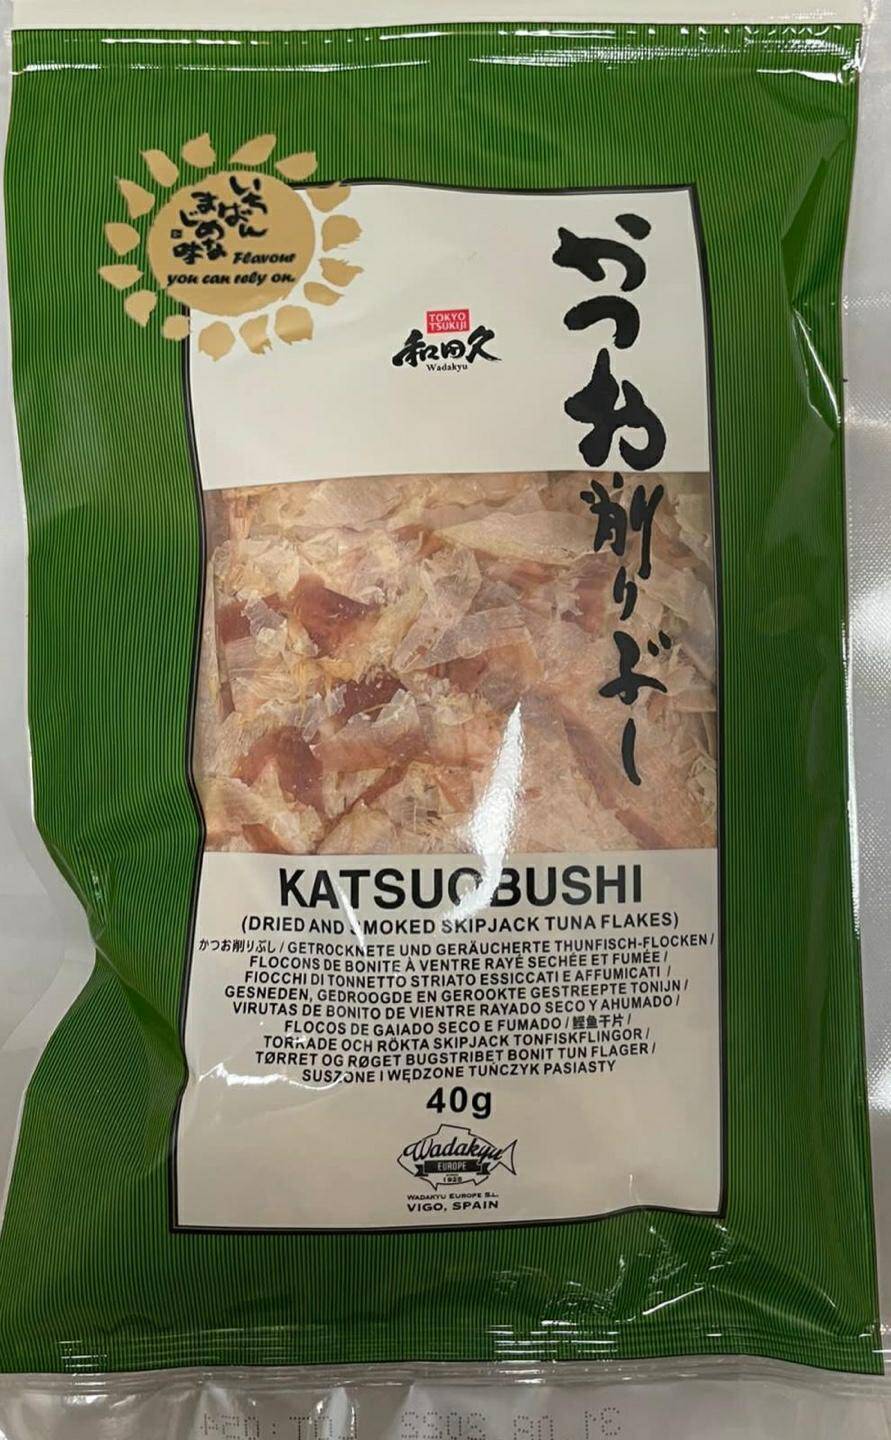 いちばん
まじめな
味
Flavour
you can rely on.
TOKYO
TSUKIJI
和田久
Wadakyu
かつお削りぶし
KATSUOBUSHI
(DRIED AND SMOKED SKIPJACK TUNA FLAKES)
かつお削りぶし / GETROCKNETE UND GERÄUCHERTE THUNFISCH-FLOCKEN /
FLOCONS DE BONITE À VENTRE RAYÉ SECHÉE ET FUMÉE /
FIOCCHI DI TONNETTO STRIATO ESSICCATI E AFFUMICATI /
GESNEDEN, GEDROOGDE EN GEROOKTE GESTREEPTE TONIJN /
VIRUTAS DE BONITO DE VIENTRE RAYADO SECO Y AHUMADO /
FLOCOS DE GAIADO SECO E FUMADO / 鲣鱼干片 /
TORKADE OCH RÖKTA SKIPJACK TONFISKFLINGOR /
TØRRET OG RØGET BUGSTRIBET BONIT TUN FLAGER /
SUSZONE I WĘDZONE TUŃCZYK PASIASTY
40g
Wadakyu
EUROPE
SINCE
1925
WADAKYU EUROPE S.L.
VIGO, SPAIN